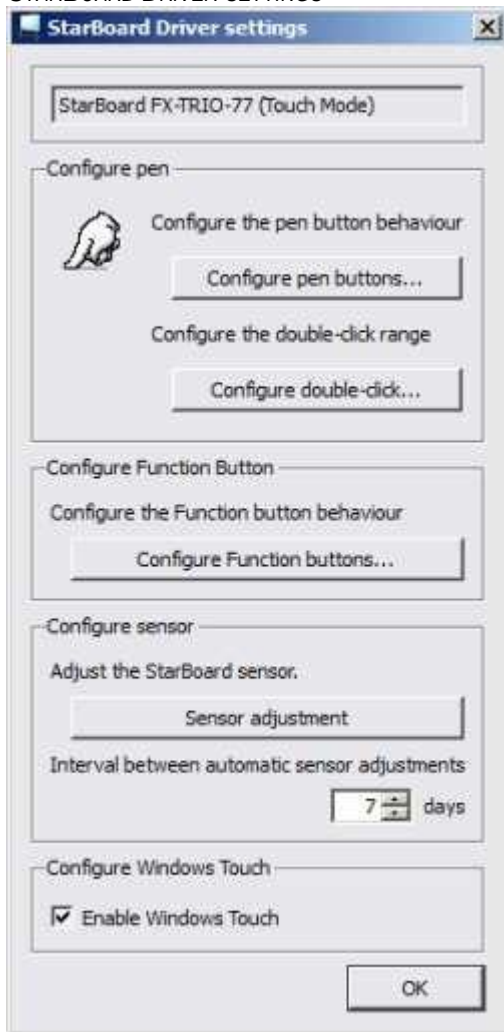 StarBoard Driver settings
StarBoard FX-TRIO-77 (Touch Mode)
Configure pen
Configure the pen button behaviour
Configure pen buttons...
Configure the double-click range
Configure double-click...
Configure Function Button
Configure the Function button behaviour
Configure Function buttons...
Configure sensor
Adjust the StarBoard sensor.
Sensor adjustment
Interval between automatic sensor adjustments
7 days
Configure Windows Touch
Enable Windows Touch
OK